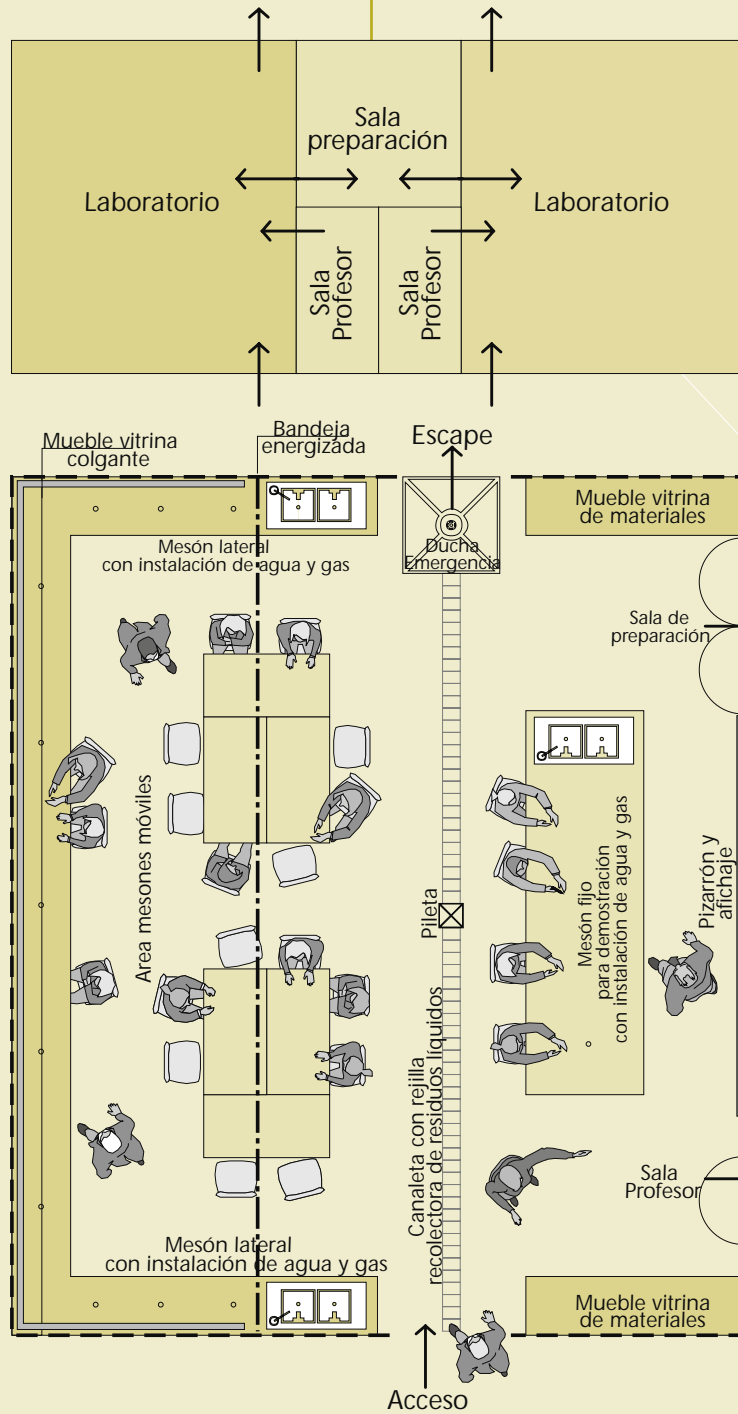 Sala
preparación
Laboratorio
Laboratorio
Sala
Profesor
Sala
Profesor
Mueble vitrina
colgante
Bandeja
energizada
Escape
Mueble vitrina
de materiales
Ducha
Emergencia
Mesón lateral
con instalación de agua y gas
Sala de
preparación
Area mesones móviles
Pileta
Mesón fijo
para demostración
con instalación de agua y gas
Pizarrón y
afichaje
Canaleta con rejilla
recolectora de residuos líquidos
Sala
Profesor
Mesón lateral
con instalación de agua y gas
Mueble vitrina
de materiales
Acceso